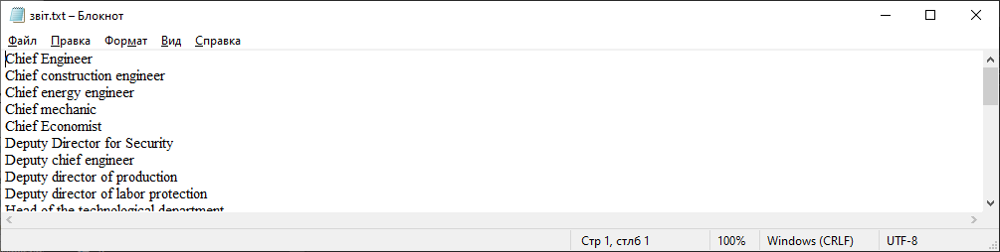 звіт.txt – Блокнот
Файл Правка Формат Вид Справка
Chief Engineer
Chief construction engineer
Chief energy engineer
Chief mechanic
Chief Economist
Deputy Director for Security
Deputy chief engineer
Deputy director of production
Deputy director of labor protection
Head of the technological department
Стр 1, стлб 1 100% Windows (CRLF) UTF-8